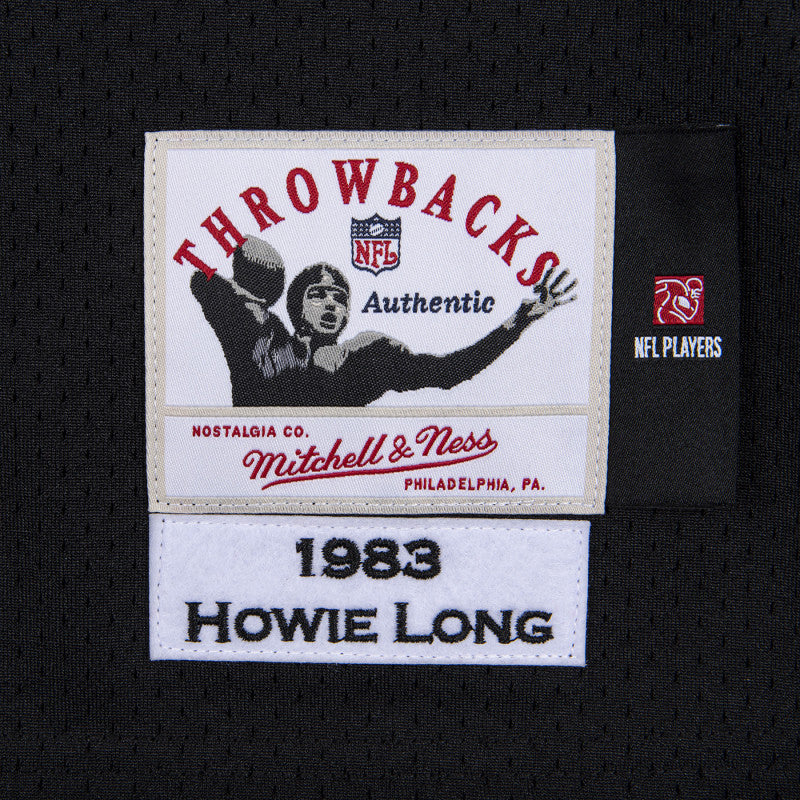 THROWBACKS
NFL
Authentic
NFL PLAYERS
NOSTALGIA CO.
Mitchell & Ness
PHILADELPHIA, PA.
1983
HOWIE LONG